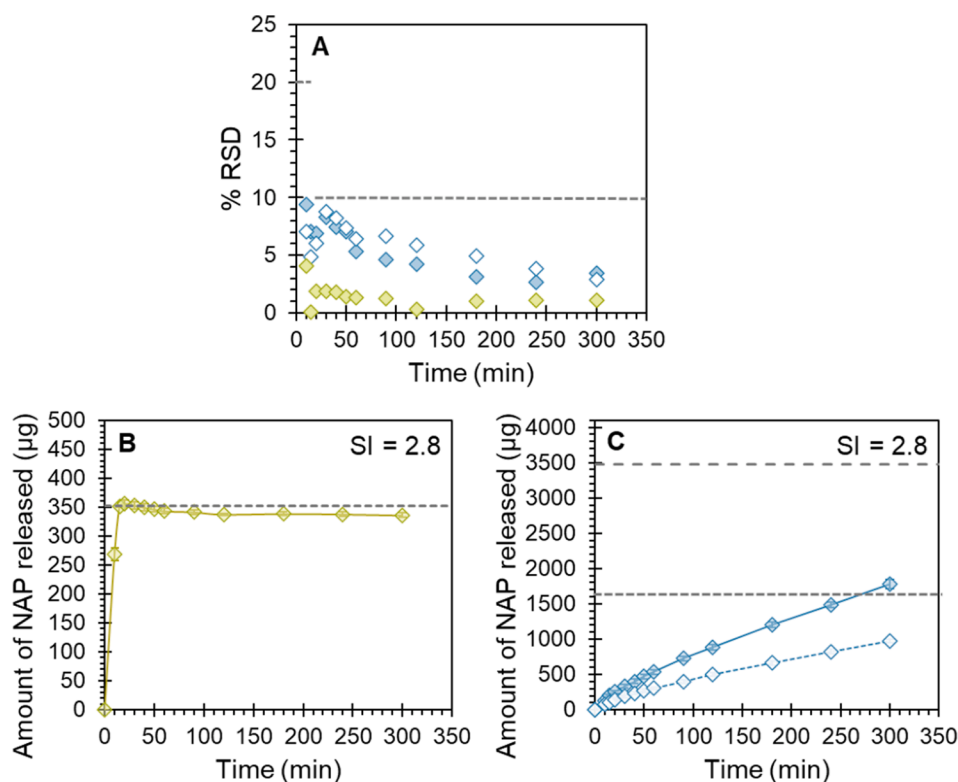 A
25
20
15
10
5
0
% RSD
0 50 100 150 200 250 300 350
Time (min)
B
SI = 2.8
500
450
400
350
300
250
200
150
100
50
0
Amount of NAP released (µg)
0 50 100 150 200 250 300 350
Time (min)
C
SI = 2.8
4000
3500
3000
2500
2000
1500
1000
500
0
Amount of NAP released (µg)
0 50 100 150 200 250 300 350
Time (min)